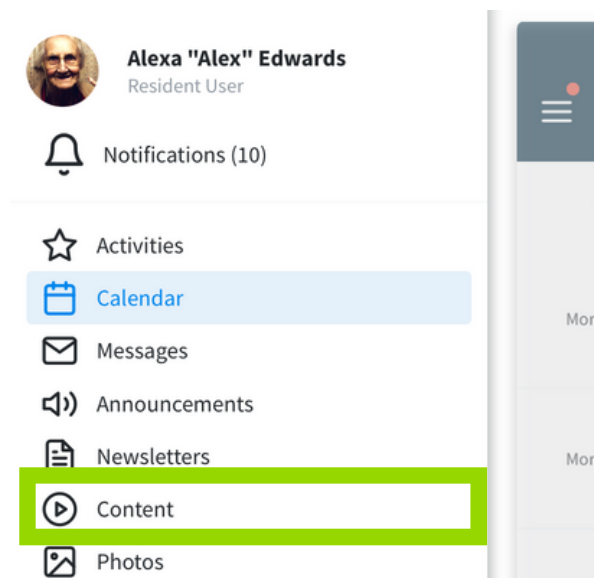 Alexa "Alex" Edwards
Resident User
Notifications (10)
Activities
Calendar
Messages
Announcements
Newsletters
Content
Photos